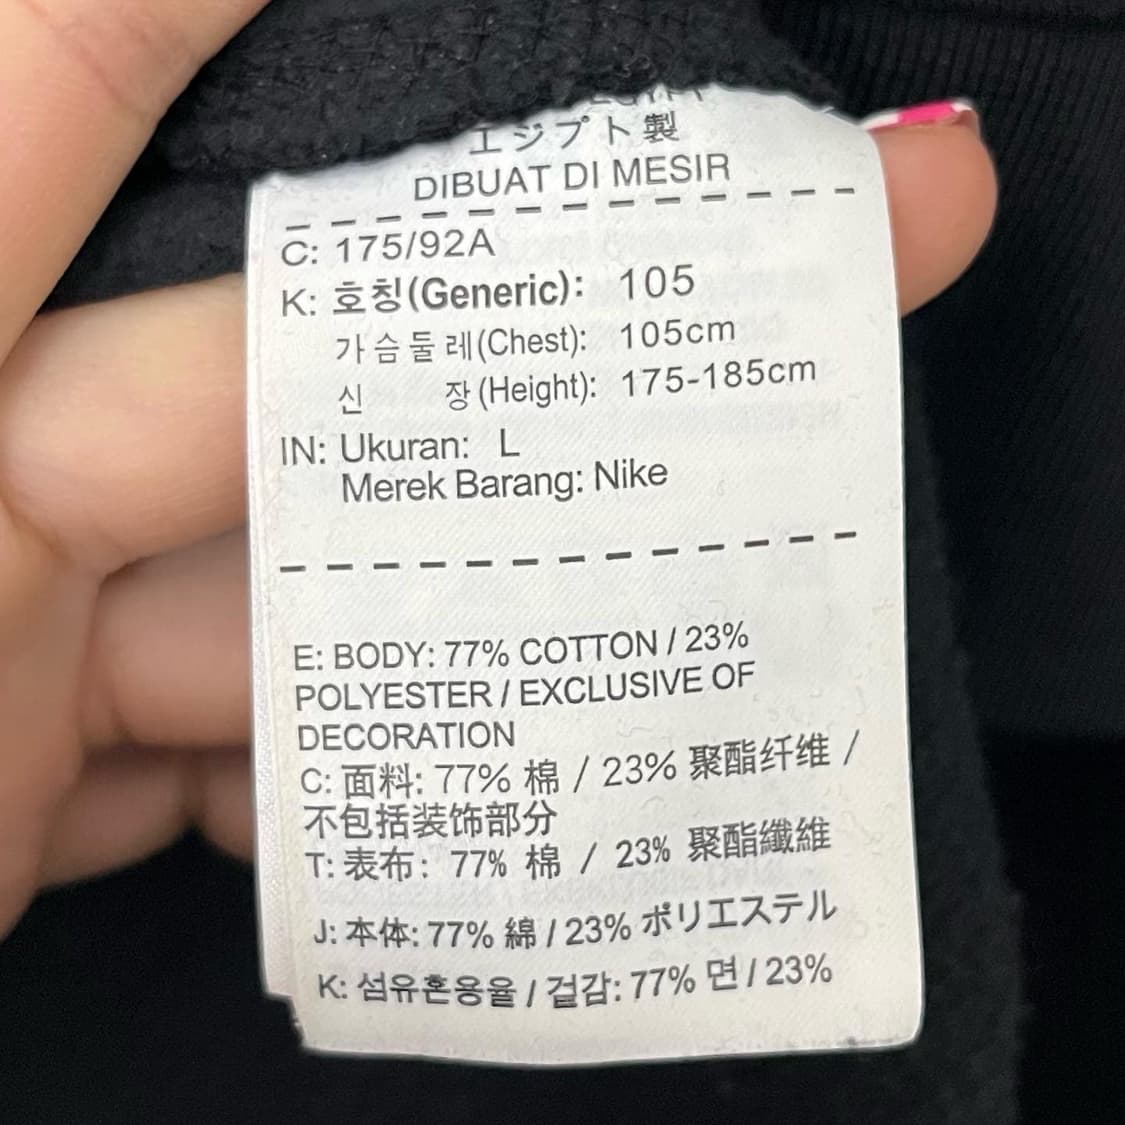 エジプト製
DIBUAT DI MESIR
C: 175/92A
K: 호칭(Generic): 105
가슴둘레(Chest): 105cm
신 장(Height): 175-185cm
IN: Ukuran: L
Merek Barang: Nike
E: BODY: 77% COTTON / 23%
POLYESTER / EXCLUSIVE OF
DECORATION
C: 面料: 77% 棉 / 23% 聚酯纤维 /
不包括装饰部分
T: 表布: 77% 棉 / 23% 聚酯纖維
J: 本体: 77% 綿 / 23% ポリエステル
K: 섬유혼용율 / 겉감: 77% 면 / 23%